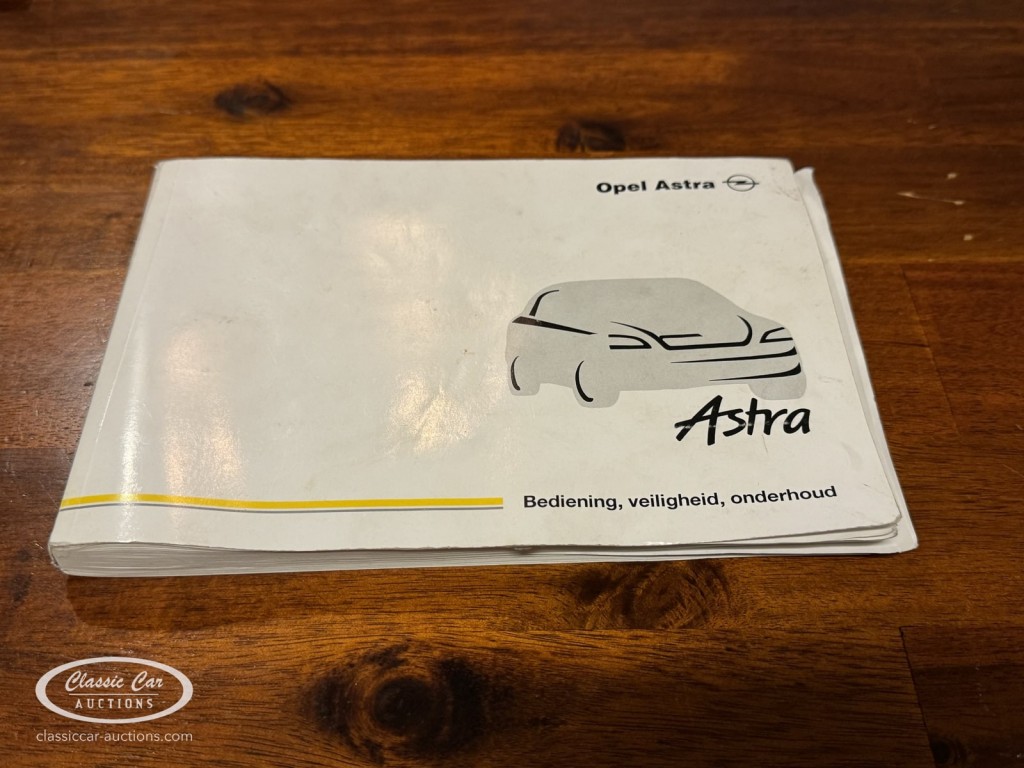 Opel Astra
Astra
Bediening, veiligheid, onderhoud
Classic Car
AUCTIONS
classiccar-auctions.com